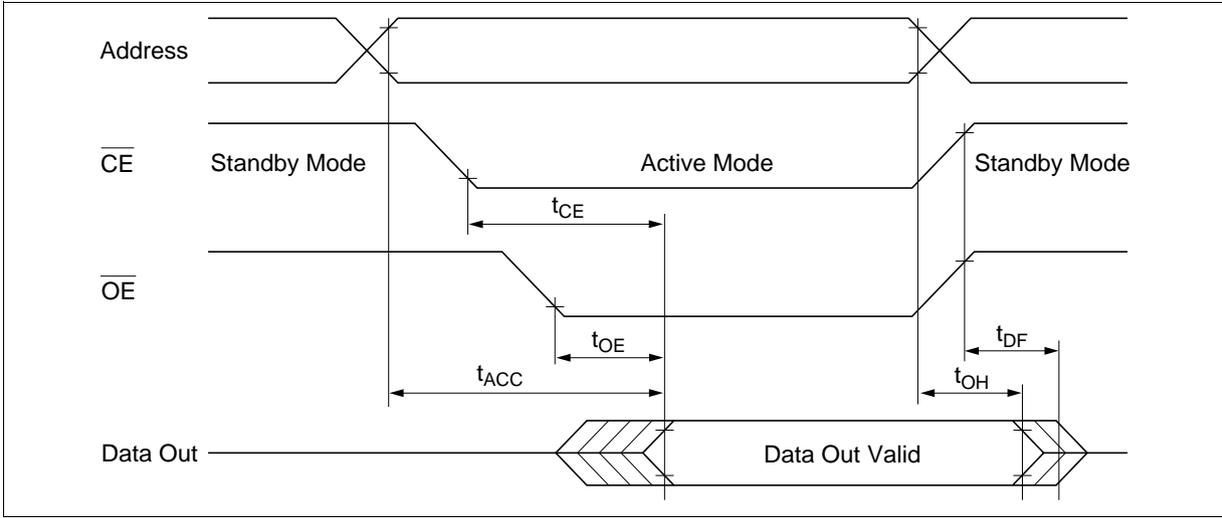 Address
CE
Standby Mode
Active Mode
Standby Mode
tCE
OE
tOE
tDF
tACC
tOH
Data Out
Data Out Valid